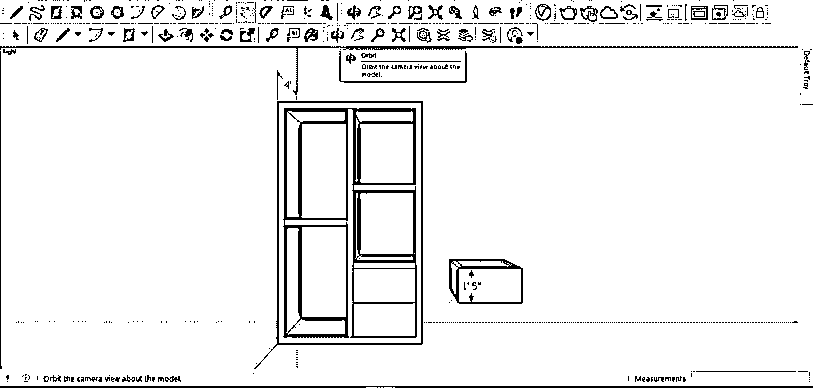 Right
Orbit
Orbit the camera view about the
model.
Default Tray
4'
1' 5"
Orbit the camera view about the model.
Measurements